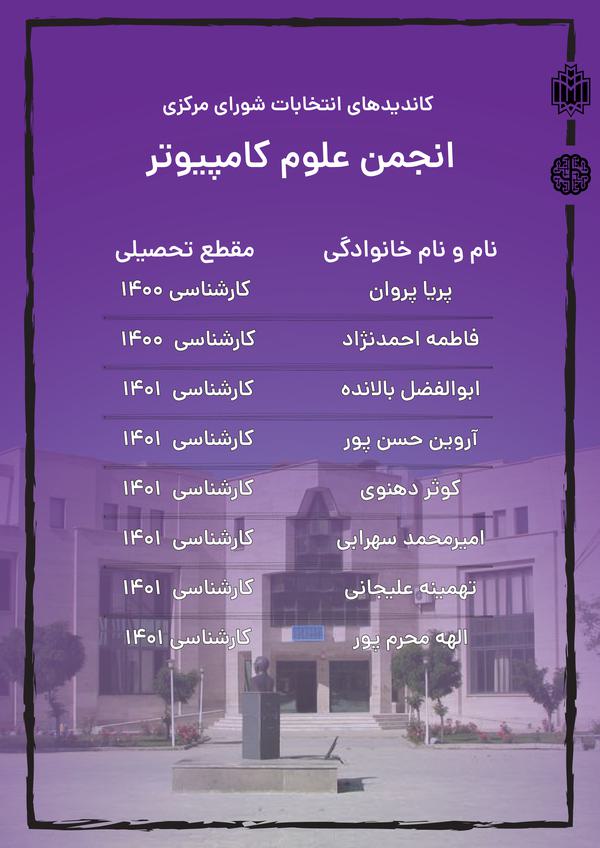 کاندیدهای انتخابات شورای مرکزی
انجمن علوم کامپیوتر
نام و نام خانوادگی مقطع تحصیلی
پریا پروان کارشناسی ۱۴۰۰
فاطمه احمدنژاد کارشناسی ۱۴۰۰
ابوالفضل بالانده کارشناسی ۱۴۰۱
آروین حسن پور کارشناسی ۱۴۰۱
کوثر دهنوی کارشناسی ۱۴۰۱
امیرمحمد سهرابی کارشناسی ۱۴۰۱
تهمینه علیجانی کارشناسی ۱۴۰۱
الهه محرم پور کارشناسی ۱۴۰۱